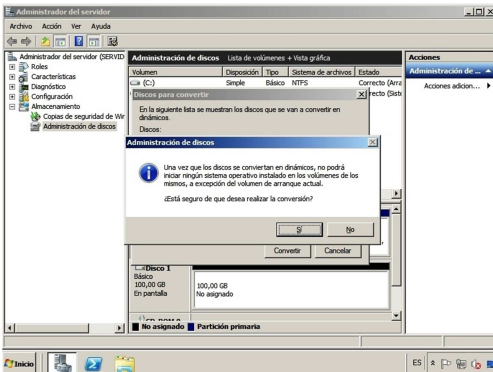 Administrador del servidor
Archivo Acción Ver Ayuda
Administrador del servidor (SERVID
Roles
Características
Diagnóstico
Configuración
Almacenamiento
Copias de seguridad de Wir
Administración de discos
Administración de discos Lista de volúmenes + Vista gráfica
Volumen Disposición Tipo Sistema de archivos Estado
(C:) Simple Básico NTFS Correcto (Arra
recto (Sist
Discos para convertir
En la siguiente lista se muestran los discos que se van a convertir en
dinámicos.
Discos:
Administración de discos
Una vez que los discos se conviertan en dinámicos, no podrá
iniciar ningún sistema operativo instalado en los volúmenes de los
mismos, a excepción del volumen de arranque actual.
¿Está seguro de que desea realizar la conversión?
Sí No
Convertir Cancelar
Disco 1
Básico
100,00 GB
En pantalla
100,00 GB
No asignado
CD-ROM 0
No asignado Partición primaria
Acciones
Administración de ...
Acciones adicion...
Inicio
ES